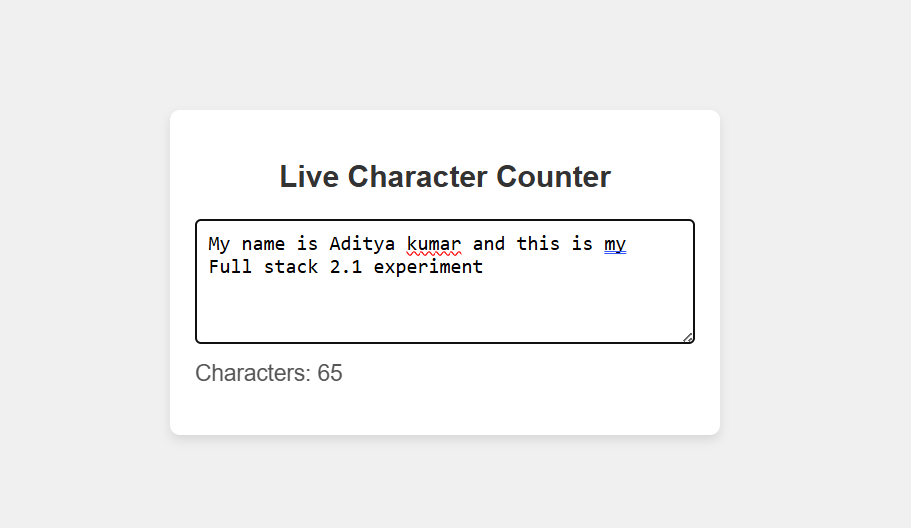 Live Character Counter
My name is Aditya kumar and this is my
Full stack 2.1 experiment
Characters: 65